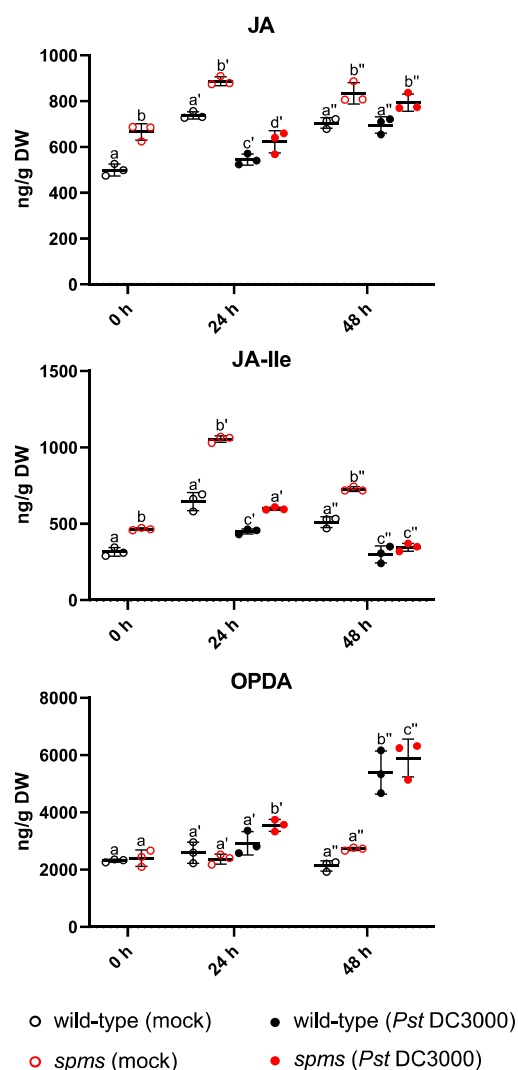 JA
1000
800
600
400
200
0
ng/g DW
a
b
a'
b'
c'
d'
a"
b"
a"
b"
0 h
24 h
48 h
JA-Ile
1500
1000
500
0
ng/g DW
a
b
a'
b'
c'
a'
a"
b"
c"
c"
0 h
24 h
48 h
OPDA
8000
6000
4000
2000
0
ng/g DW
a
a
a'
a'
a'
b'
a"
a"
b"
c"
0 h
24 h
48 h
wild-type (mock)
wild-type (Pst DC3000)
spms (mock)
spms (Pst DC3000)